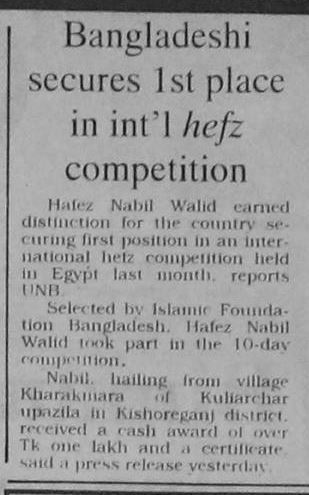 Bangladeshi
secures 1st place
in int'l hefz
competition
Hafez Nabil Walid earned
distinction for the country se-
curing first position in an inter-
national hefz competition held
in Egypt last month, reports
UNB.
Selected by Islamic Founda-
tion Bangladesh, Hafez Nabil
Walid took part in the 10-day
competition.
Nabil, hailing from village
Kharakmara of Kuliarchar
upazila in Kishoreganj district,
received a cash award of over
Tk one lakh and a certificate,
said a press release yesterday.